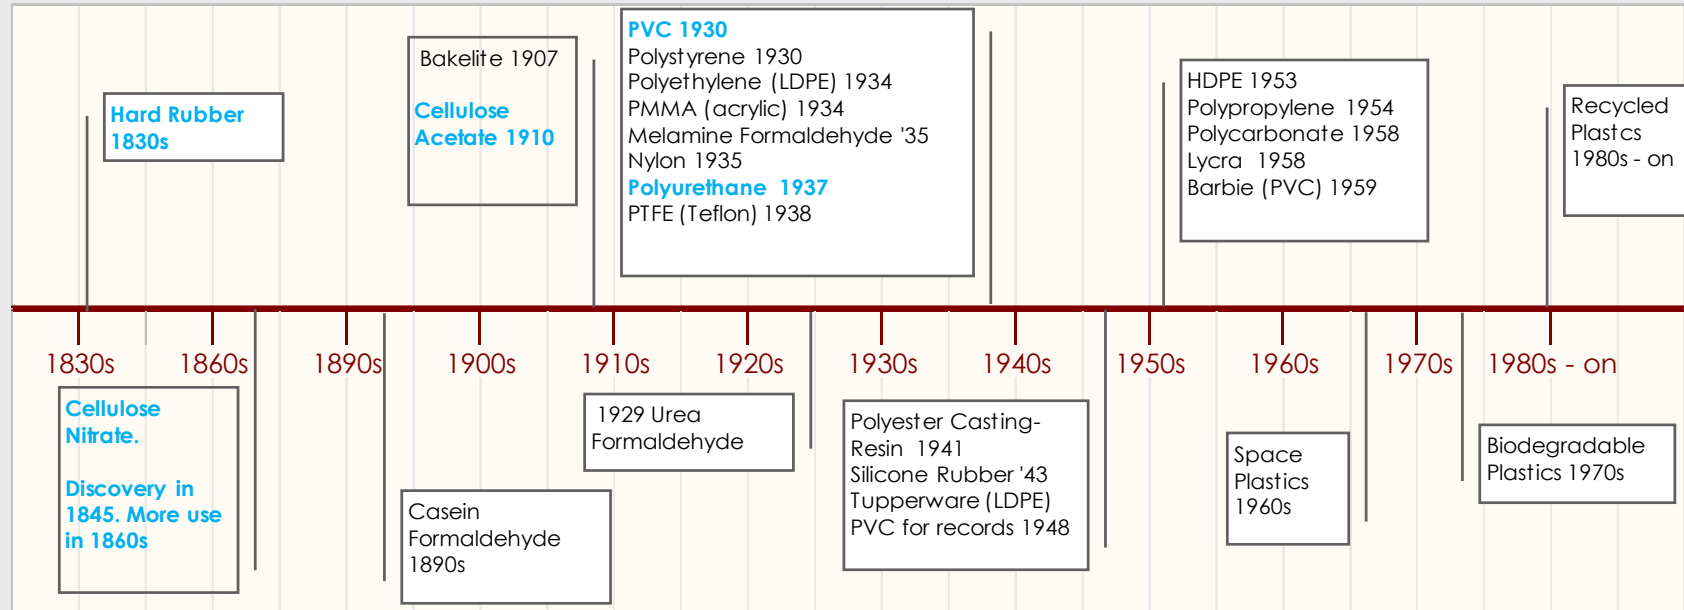 Hard Rubber
1830s
Bakelite 1907
Cellulose
Acetate 1910
PVC 1930
Polystyrene 1930
Polyethylene (LDPE) 1934
PMMA (acrylic) 1934
Melamine Formaldehyde '35
Nylon 1935
Polyurethane 1937
PTFE (Teflon) 1938
HDPE 1953
Polypropylene 1954
Polycarbonate 1958
Lycra 1958
Barbie (PVC) 1959
Recycled
Plastcs
1980s - on
1830s
1860s
1890s
1900s
1910s
1920s
1930s
1940s
1950s
1960s
1970s
1980s - on
Cellulose
Nitrate.
Discovery in
1845. More use
in 1860s
Casein
Formaldehyde
1890s
1929 Urea
Formaldehyde
Polyester Casting-
Resin 1941
Silicone Rubber '43
Tupperware (LDPE)
PVC for records 1948
Space
Plastics
1960s
Biodegradable
Plastics 1970s